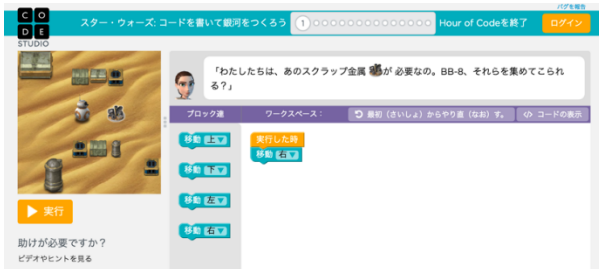 バグを報告
C O
D E
STUDIO
スター・ウォーズ: コードを書いて銀河をつくろう
1
Hour of Codeを終了
ログイン
「わたしたちは、あのスクラップ金属 が 必要なの。BB-8、それらを集めてこられ
る？」
ブロック達
ワークスペース：
最初（さいしょ）からやり直（なお）す。
</> コードの表示
移動 上▼
移動 下▼
移動 左▼
移動 右▼
実行した時
移動 右▼
実行
助けが必要ですか？
ビデオやヒントを見る